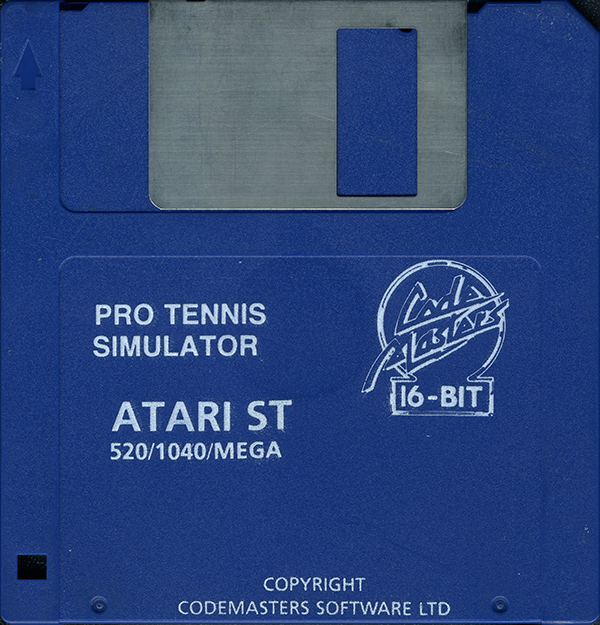 PRO TENNIS
SIMULATOR
Code
Masters
16-BIT
ATARI ST
520/1040/MEGA
COPYRIGHT
CODEMASTERS SOFTWARE LTD